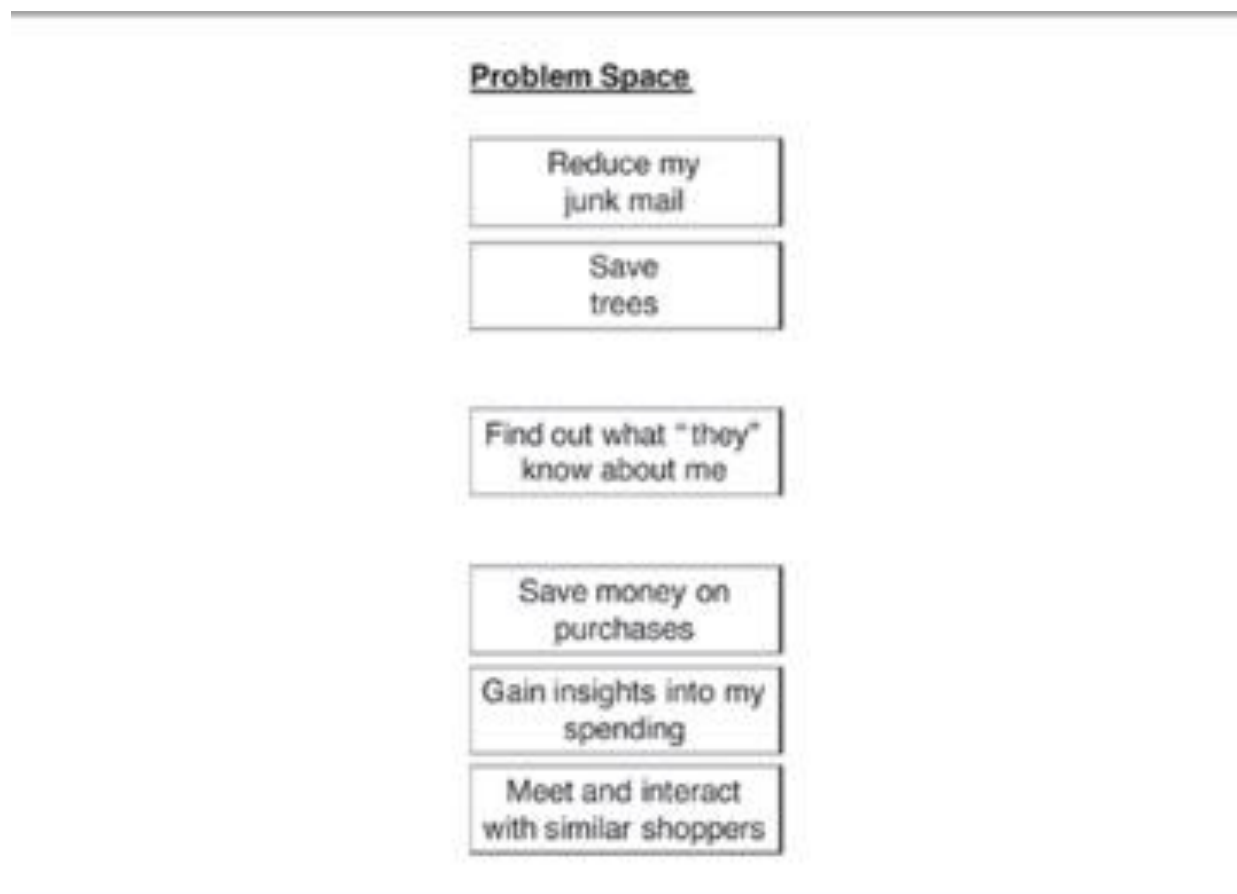 Problem Space
Reduce my
junk mail
Save
trees
Find out what "they"
know about me
Save money on
purchases
Gain insights into my
spending
Meet and interact
with similar shoppers